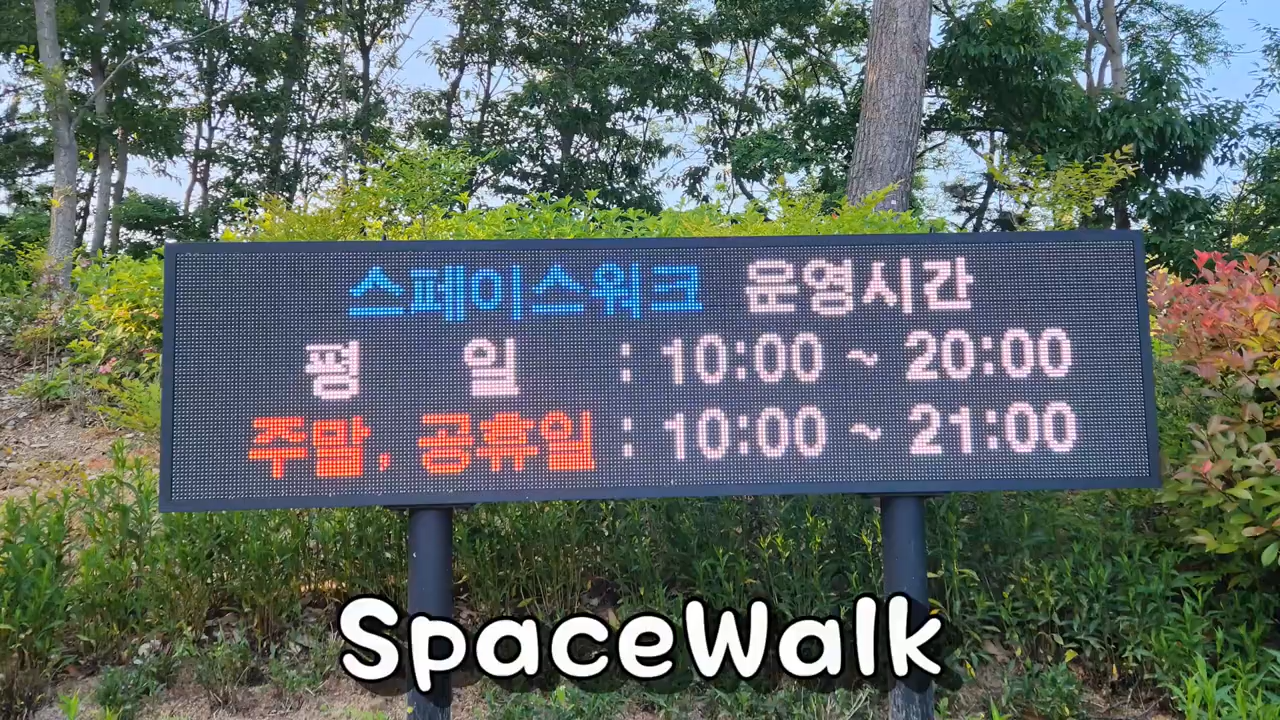 스페이스워크 운영시간
평 일 : 10:00 ~ 20:00
주말, 공휴일 : 10:00 ~ 21:00
SpaceWalk